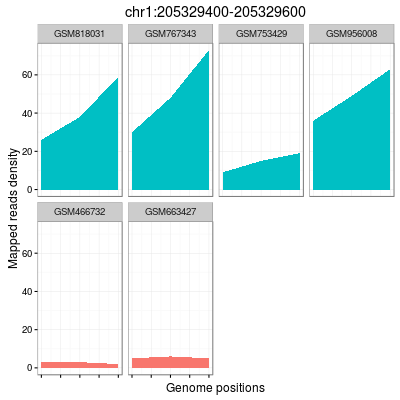 chr1:205329400-205329600
GSM818031 GSM767343 GSM753429 GSM956008
60
40
20
0
Mapped reads density
GSM466732 GSM663427
60
40
20
0
Genome positions